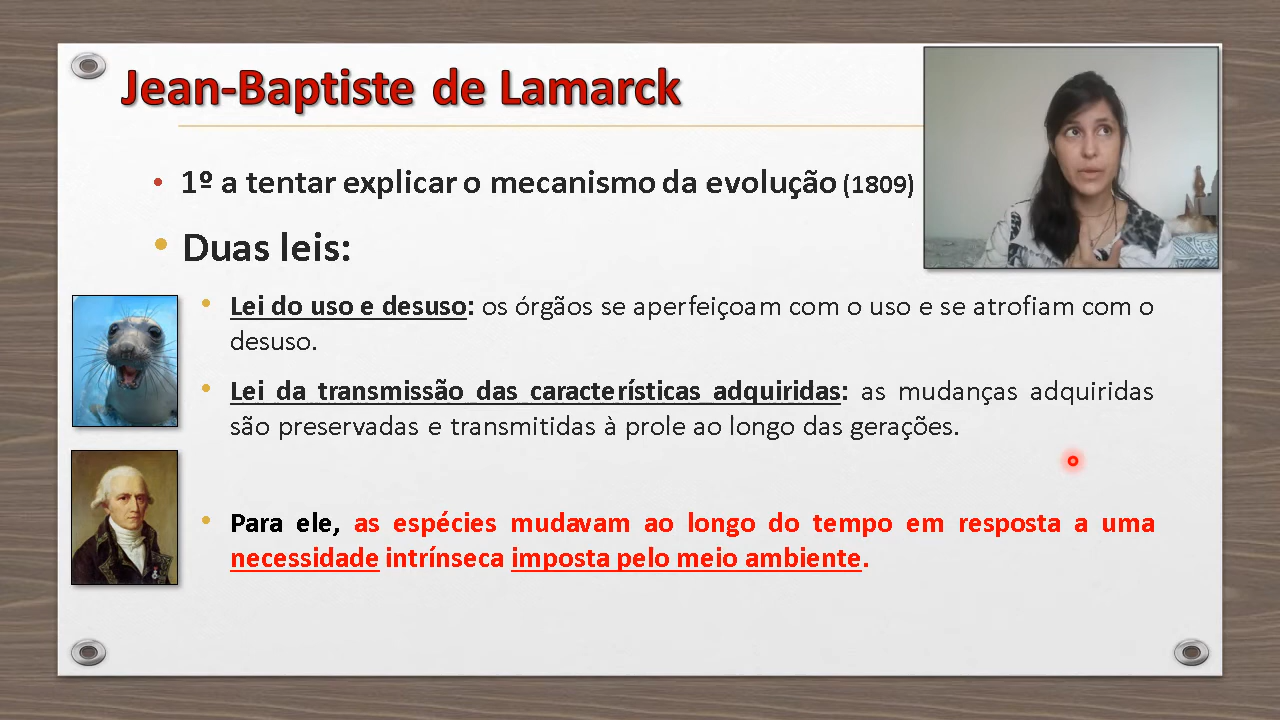 Jean-Baptiste de Lamarck
• 1º a tentar explicar o mecanismo da evolução (1809)
• Duas leis:
• Lei do uso e desuso: os órgãos se aperfeiçoam com o uso e se atrofiam com o
desuso.
• Lei da transmissão das características adquiridas: as mudanças adquiridas
são preservadas e transmitidas à prole ao longo das gerações.
• Para ele, as espécies mudavam ao longo do tempo em resposta a uma
necessidade intrínseca imposta pelo meio ambiente.